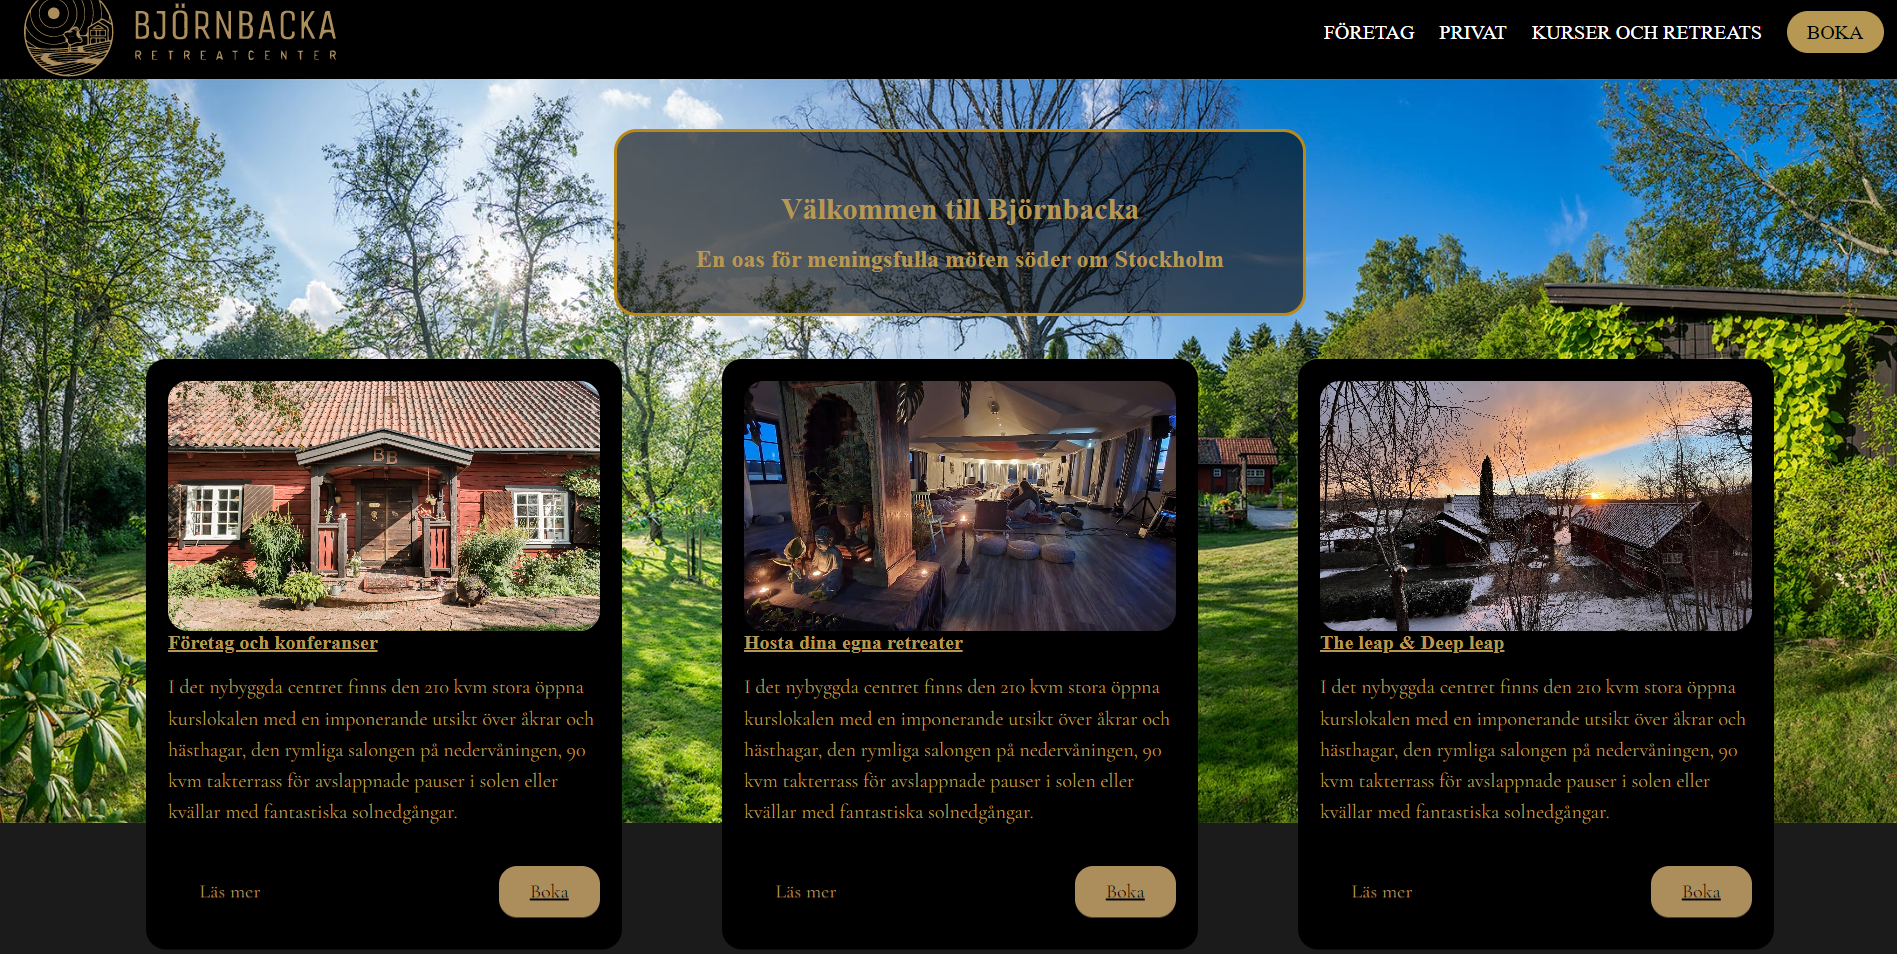 BJÖRNBACKA
RETREATCENTER
FÖRETAG PRIVAT KURSER OCH RETREATS BOKA
Välkommen till Björnbacka
En oas för meningsfulla möten söder om Stockholm
BB
Företag och konferanser
I det nybyggda centret finns den 210 kvm stora öppna
kurslokalen med en imponerande utsikt över åkrar och
hästhagar, den rymliga salongen på nedervåningen, 90
kvm takterrass för avslappnade pauser i solen eller
kvällar med fantastiska solnedgångar.
Läs mer Boka
Hosta dina egna retreater
I det nybyggda centret finns den 210 kvm stora öppna
kurslokalen med en imponerande utsikt över åkrar och
hästhagar, den rymliga salongen på nedervåningen, 90
kvm takterrass för avslappnade pauser i solen eller
kvällar med fantastiska solnedgångar.
Läs mer Boka
The leap & Deep leap
I det nybyggda centret finns den 210 kvm stora öppna
kurslokalen med en imponerande utsikt över åkrar och
hästhagar, den rymliga salongen på nedervåningen, 90
kvm takterrass för avslappnade pauser i solen eller
kvällar med fantastiska solnedgångar.
Läs mer Boka